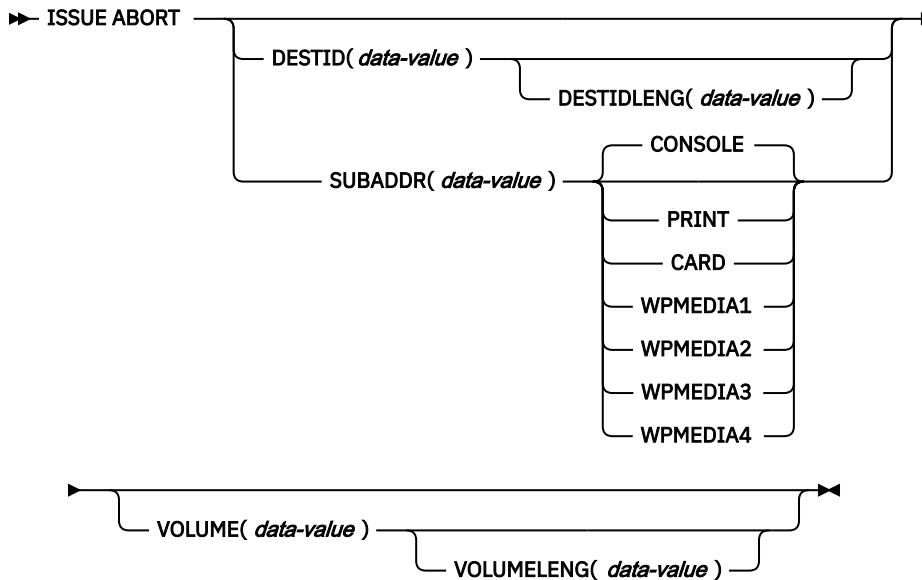 ISSUE ABORT
DESTID( data-value )
DESTIDLENG( data-value )
CONSOLE
SUBADDR( data-value )
PRINT
CARD
WPMEDIA1
WPMEDIA2
WPMEDIA3
WPMEDIA4
VOLUME( data-value )
VOLUMELENG( data-value )